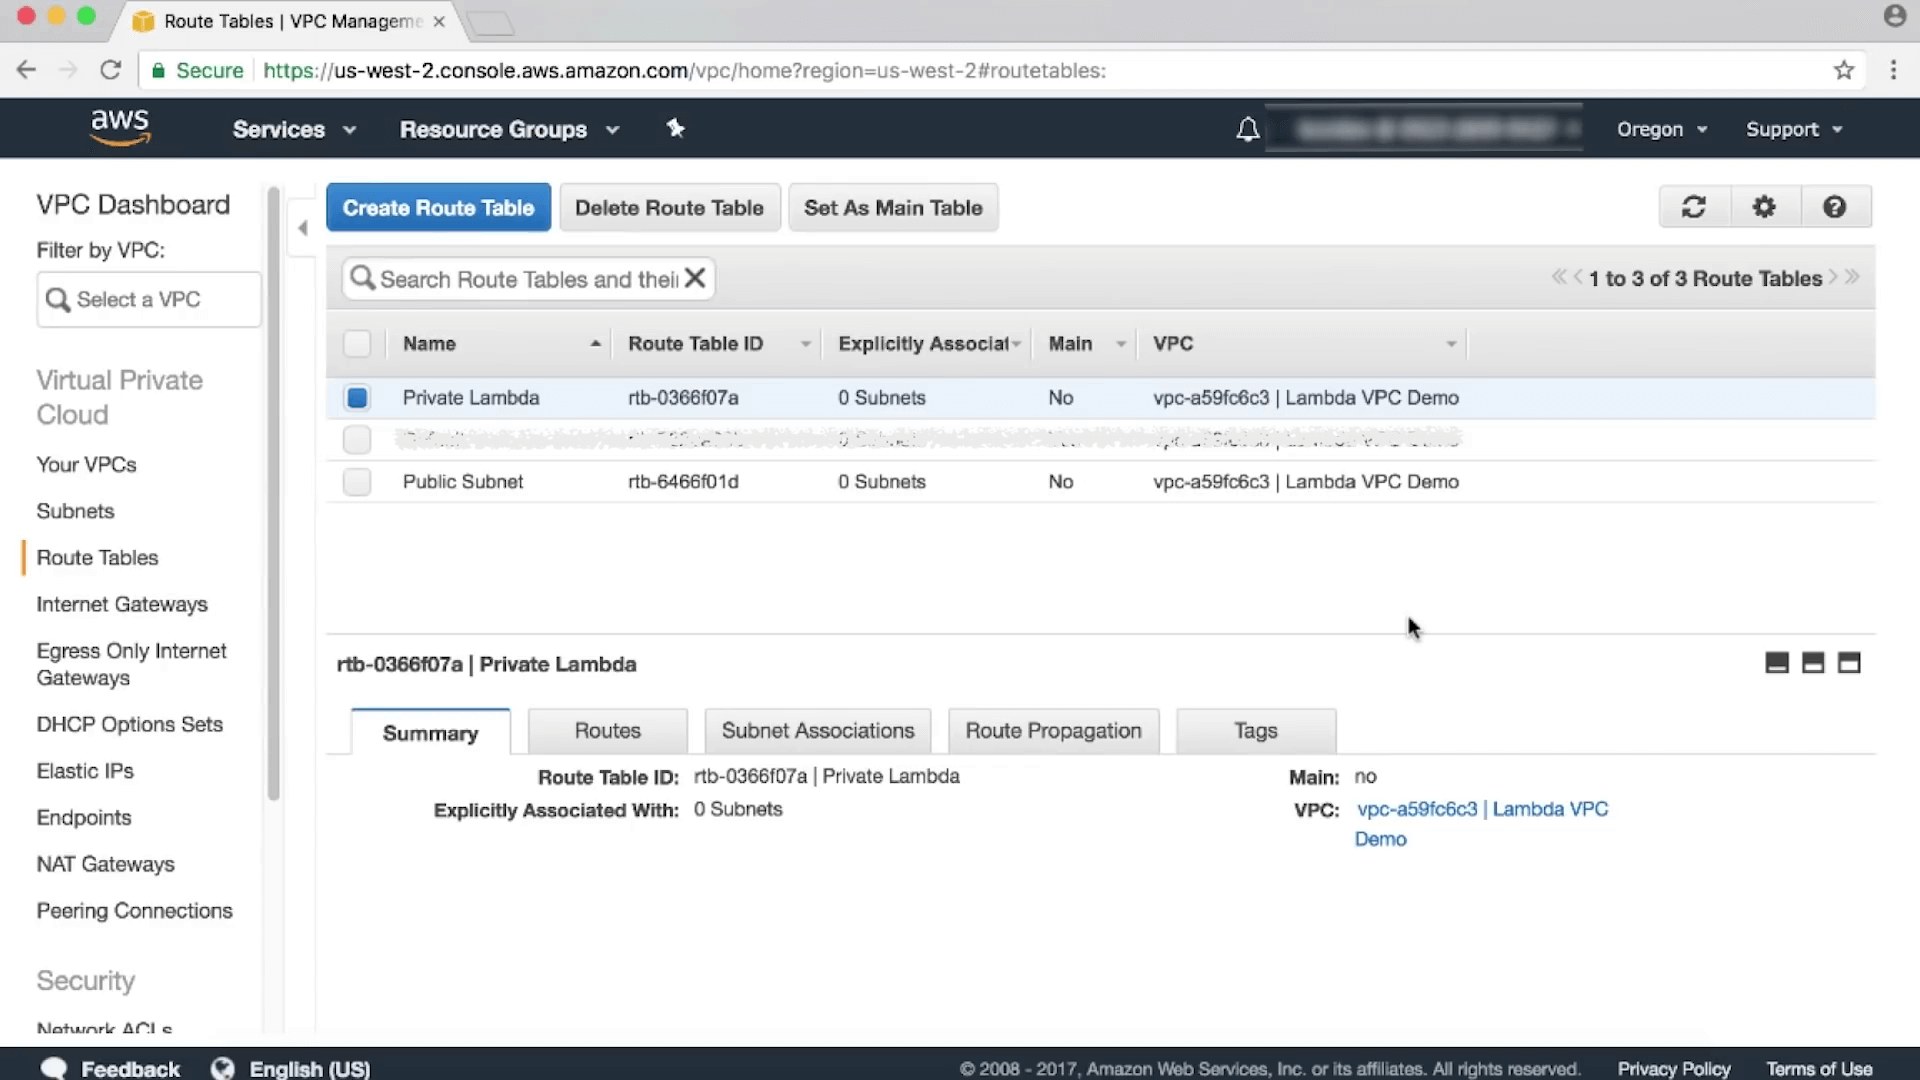 Route Tables | VPC Manageme
Secure https://us-west-2.console.aws.amazon.com/vpc/home?region=us-west-2#routetables:
aws Services Resource Groups Oregon Support
VPC Dashboard
Filter by VPC:
Select a VPC
Virtual Private
Cloud
Your VPCs
Subnets
Route Tables
Internet Gateways
Egress Only Internet
Gateways
DHCP Options Sets
Elastic IPs
Endpoints
NAT Gateways
Peering Connections
Security
Network ACLs
Create Route Table Delete Route Table Set As Main Table
Search Route Tables and thei
1 to 3 of 3 Route Tables
Name Route Table ID Explicitly Associat Main VPC
Private Lambda rtb-0366f07a 0 Subnets No vpc-a59fc6c3 | Lambda VPC Demo
Public Subnet rtb-6466f01d 0 Subnets No vpc-a59fc6c3 | Lambda VPC Demo
rtb-0366f07a | Private Lambda
Summary Routes Subnet Associations Route Propagation Tags
Route Table ID: rtb-0366f07a | Private Lambda Main: no
Explicitly Associated With: 0 Subnets VPC: vpc-a59fc6c3 | Lambda VPC
Demo
Feedback English (US) © 2008 - 2017, Amazon Web Services, Inc. or its affiliates. All rights reserved. Privacy Policy Terms of Use